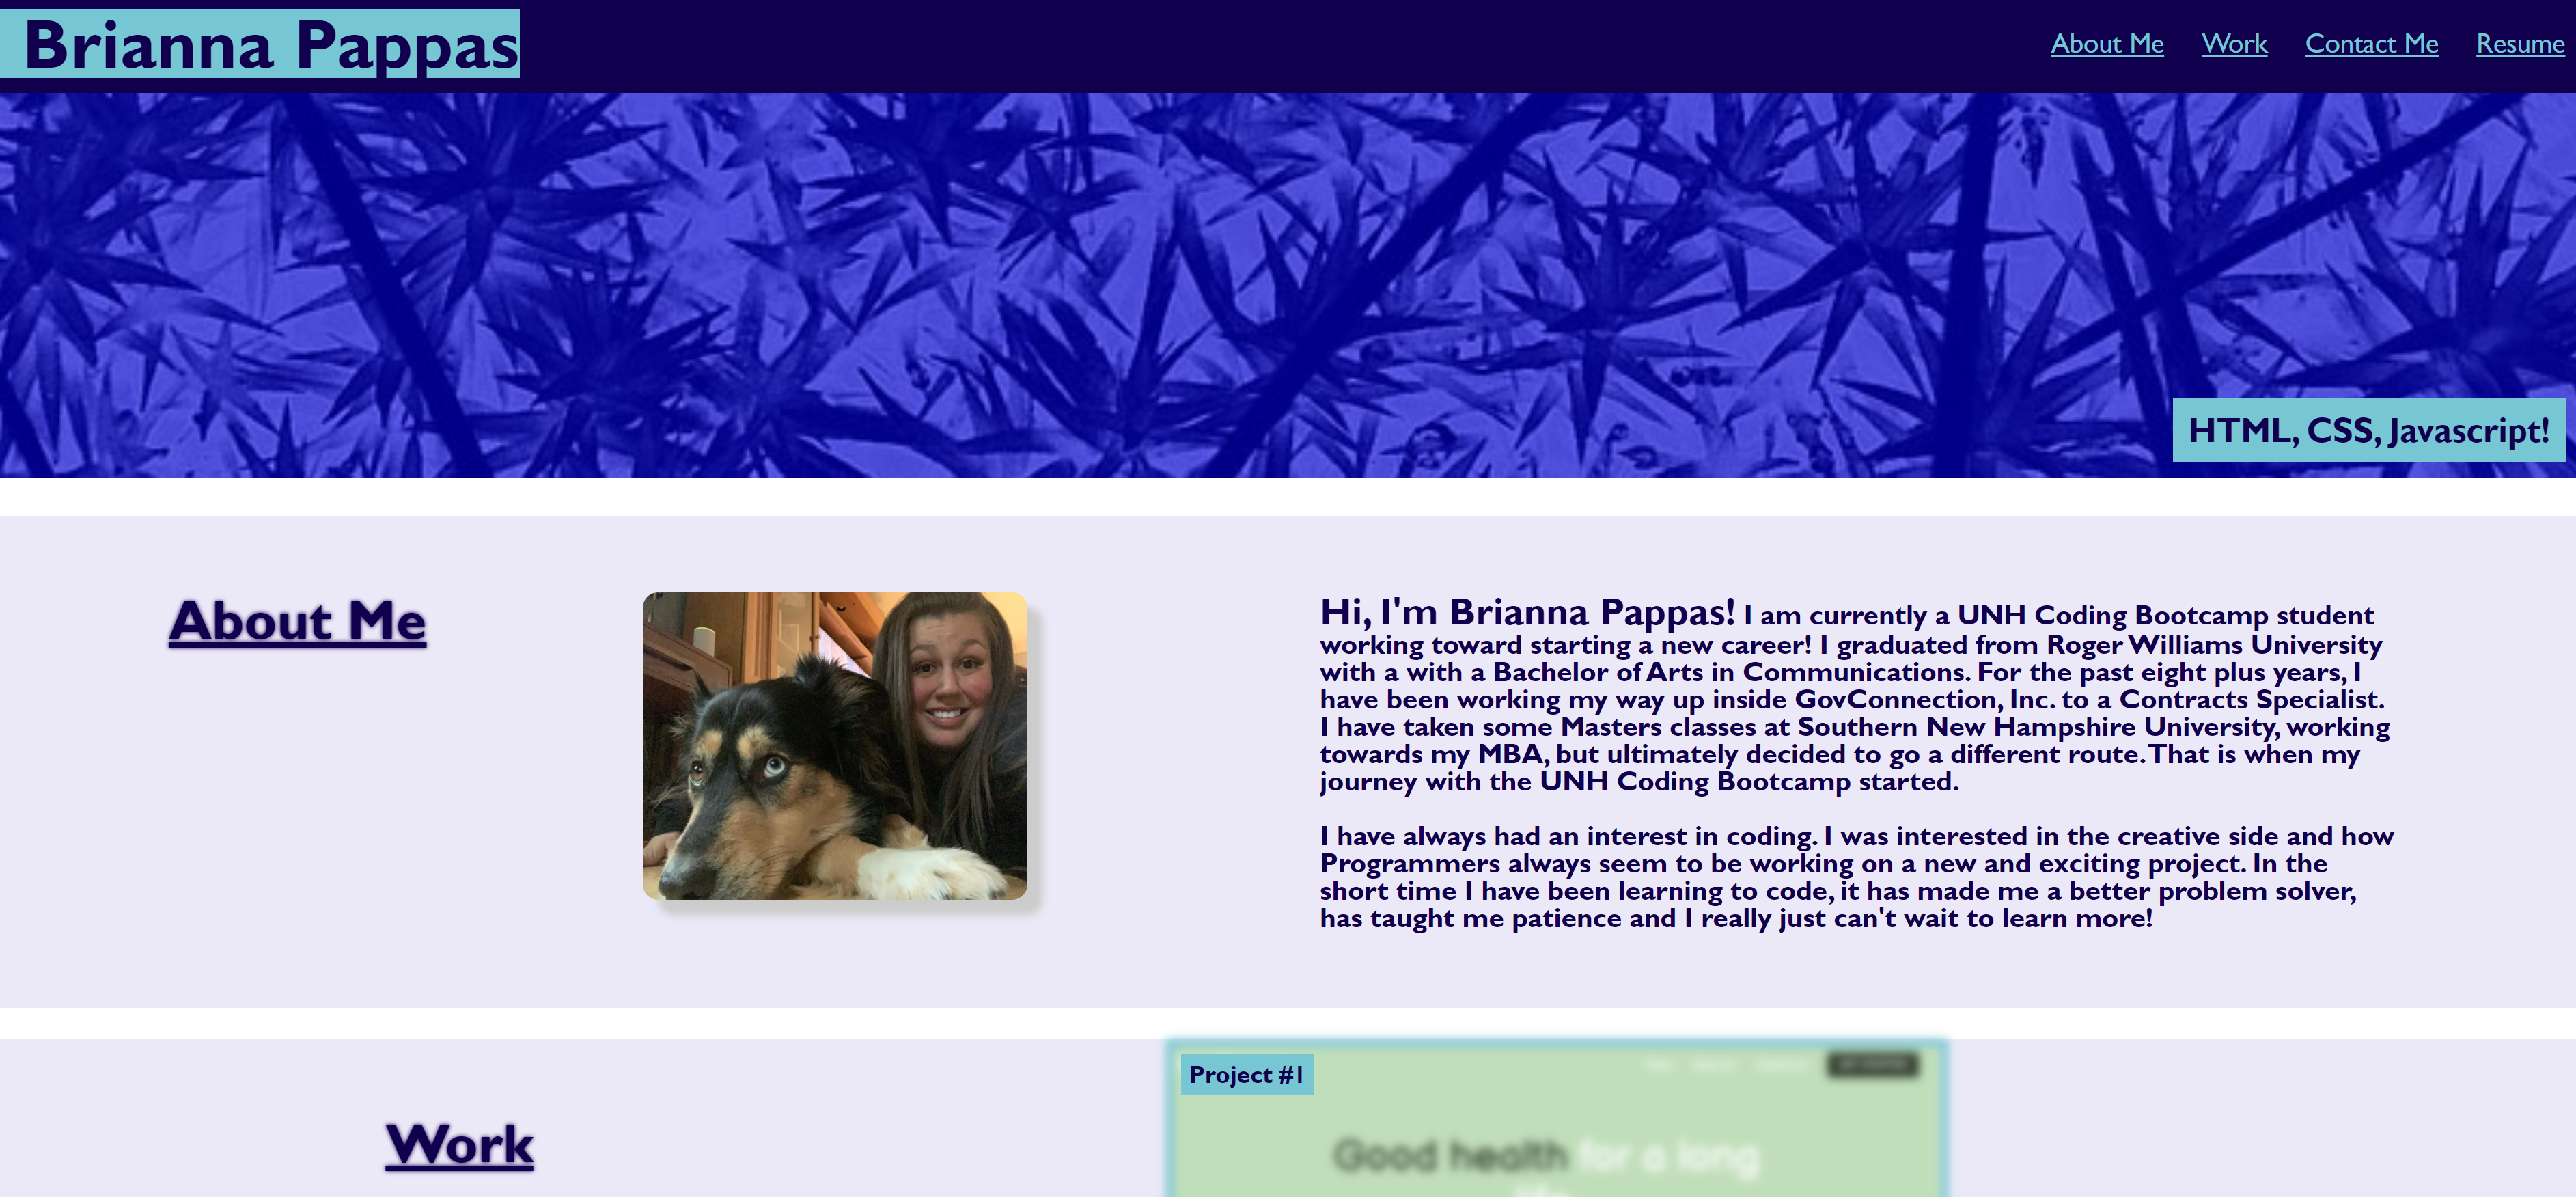 Brianna Pappas
About Me Work Contact Me Resume
HTML, CSS, Javascript!
About Me
Hi, I'm Brianna Pappas! I am currently a UNH Coding Bootcamp student
working toward starting a new career! I graduated from Roger Williams University
with a with a Bachelor of Arts in Communications. For the past eight plus years, I
have been working my way up inside GovConnection, Inc. to a Contracts Specialist.
I have taken some Masters classes at Southern New Hampshire University, working
towards my MBA, but ultimately decided to go a different route. That is when my
journey with the UNH Coding Bootcamp started.
I have always had an interest in coding. I was interested in the creative side and how
Programmers always seem to be working on a new and exciting project. In the
short time I have been learning to code, it has made me a better problem solver,
has taught me patience and I really just can't wait to learn more!
Work
Project #1
Good health for a long